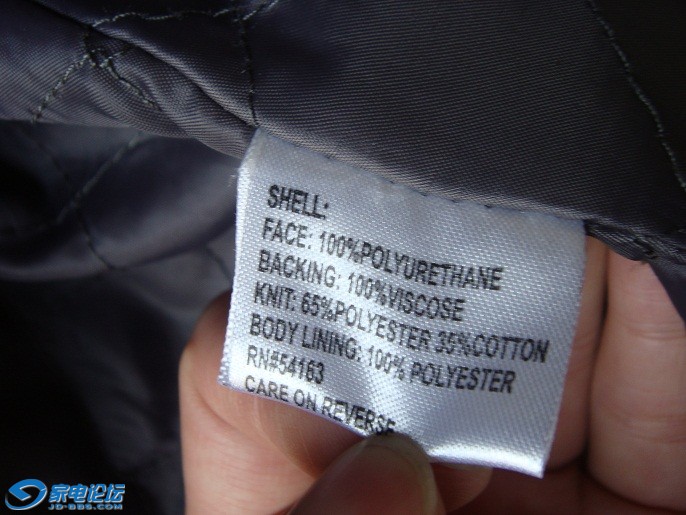 SHELL:
FACE: 100%POLYURETHANE
BACKING: 100%VISCOSE
KNIT: 65%POLYESTER 35%COTTON
BODY LINING: 100% POLYESTER
RN#54163
CARE ON REVERSE
家电论坛
JD-BBS.COM